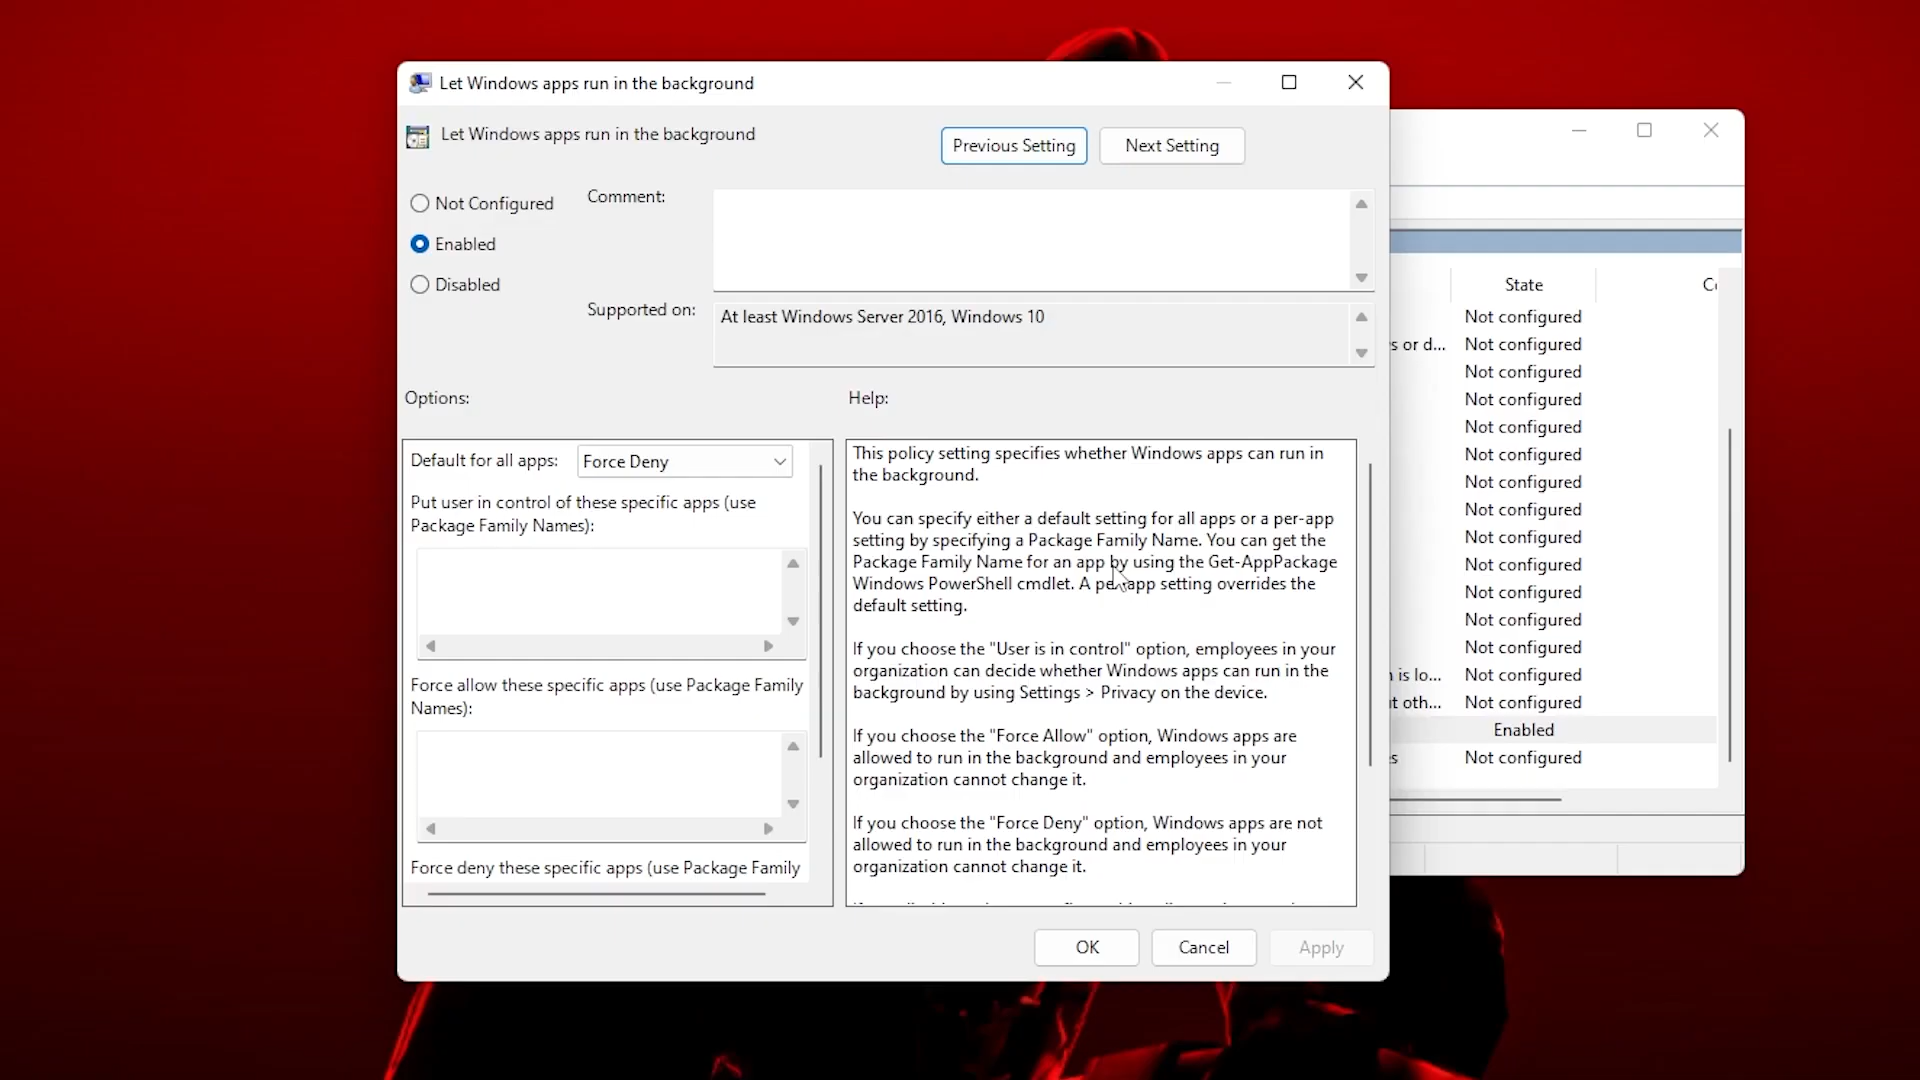 Let Windows apps run in the background
Let Windows apps run in the background
Previous Setting
Next Setting
Not Configured
Enabled
Disabled
Comment:
Supported on:
At least Windows Server 2016, Windows 10
Options:
Help:
Default for all apps:
Force Deny
Put user in control of these specific apps (use
Package Family Names):
Force allow these specific apps (use Package Family
Names):
Force deny these specific apps (use Package Family
This policy setting specifies whether Windows apps can run in
the background.
You can specify either a default setting for all apps or a per-app
setting by specifying a Package Family Name. You can get the
Package Family Name for an app by using the Get-AppPackage
Windows PowerShell cmdlet. A per-app setting overrides the
default setting.
If you choose the "User is in control" option, employees in your
organization can decide whether Windows apps can run in the
background by using Settings > Privacy on the device.
If you choose the "Force Allow" option, Windows apps are
allowed to run in the background and employees in your
organization cannot change it.
If you choose the "Force Deny" option, Windows apps are not
allowed to run in the background and employees in your
organization cannot change it.
OK
Cancel
Apply
State
Not configured
s or d... Not configured
Not configured
Not configured
Not configured
Not configured
Not configured
Not configured
Not configured
Not configured
Not configured
Not configured
Not configured
n is lo... Not configured
ut oth... Not configured
Enabled
s Not configured